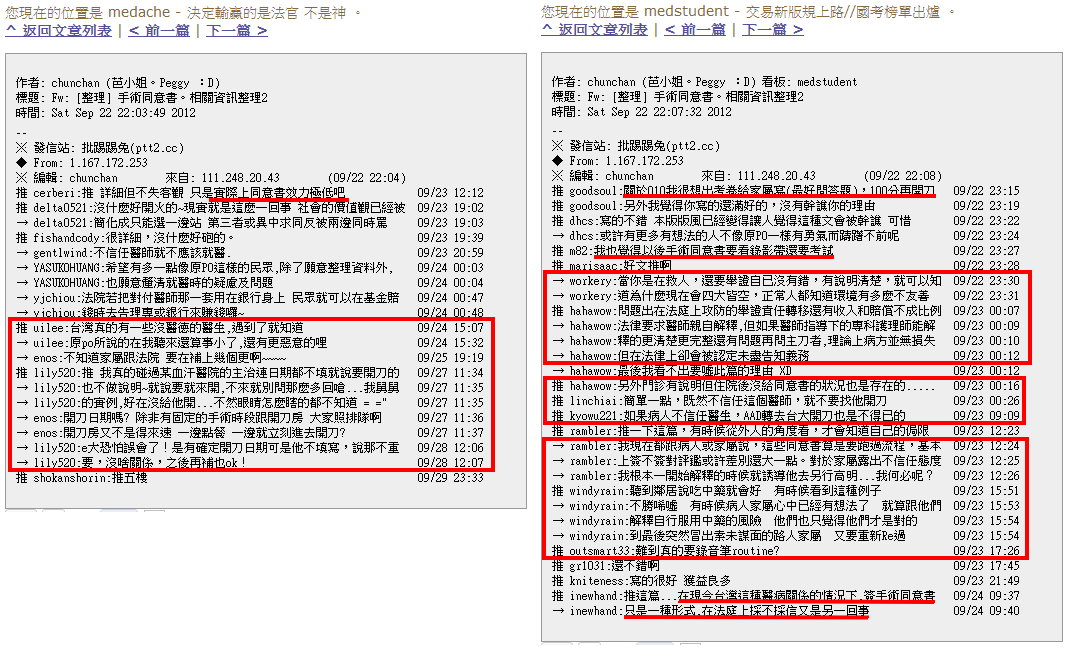 您現在的位置是 medache - 決定輸贏的是法官 不是神 。
^ 返回文章列表 | < 前一篇 | 下一篇 >
作者: chunchan (芭小姐。Peggy :D)
標題: Fw: [整理] 手術同意書。相關資訊整理2
時間: Sat Sep 22 22:03:49 2012
--
※ 發信站: 批踢踢兔(ptt2.cc)
◆ From: 1.167.172.253
※ 編輯: chunchan 來自: 111.248.20.43 (09/22 22:04)
推 cerberi:推 詳細但不失客觀 只是實際上同意書效力極低吧 09/23 12:12
推 delta0521:沒什麼好開火的~現實就是這麼一回事 社會的價值觀已經被 09/23 19:02
→ delta0521:簡化成只能選一邊站 第三者或異中求同反被兩邊同時罵 09/23 19:03
推 fishandcody:很詳細，沒什麼好砲的。 09/23 19:39
→ gentlwind:不信任醫師就不應該就醫. 09/23 20:59
→ YASUKOHUANG:希望有多一點像原PO這樣的民眾,除了願意整理資料外, 09/24 00:03
→ YASUKOHUANG:也願意釐清就醫時的疑慮及問題 09/24 00:04
→ yjchiou:法院若把對付醫師那一套用在銀行身上 民眾就可以在基金賠 09/24 00:47
→ yjchiou:錢時去告理專或銀行來賺錢囉~ 09/24 00:48
推 uilee:台灣真的有一些沒醫德的醫生,遇到了就知道 09/24 15:07
→ uilee:原po所說的在我聽來還算事小了,還有更惡意的哩 09/24 15:32
→ enos:不知道家屬跟法院 要在補上幾個更啊~~~~ 09/25 19:19
推 lily520:推 我真的碰過某血汗醫院的主治連日期都不填就說要開的 09/27 11:34
→ lily520:也不做說明~就說要就來開,不來就別問那麼多回嗆...我舅舅 09/27 11:35
→ lily520:的實例,好在沒給他開...不然眼睛怎麼瞎的都不知道 = =" 09/27 11:35
→ enos:開刀日期嗎? 除非有固定的手術時段跟開刀房 大家照排除啊 09/27 11:36
→ enos:開刀房又不是得來速 一邊點餐 一邊就立刻進去開刀? 09/27 11:37
→ lily520:e大恐怕誤會了！是有確定開刀日期可是他不填寫，說那不重 09/28 12:06
→ lily520:要，沒啥關係，之後再補也ok！ 09/28 12:07
推 shokanshorin:推五樓 09/29 23:33
您現在的位置是 medstudent - 交易新版規上路//國考榜單出爐 。
^ 返回文章列表 | < 前一篇 | 下一篇 >
作者: chunchan (芭小姐。Peggy :D) 看板: medstudent
標題: Fw: [整理] 手術同意書。相關資訊整理2
時間: Sat Sep 22 22:07:32 2012
--
※ 發信站: 批踢踢兔(ptt2.cc)
◆ From: 1.167.172.253
※ 編輯: chunchan 來自: 111.248.20.43 (09/22 22:08)
推 goodsoul:關於Q10我很想出考卷給家屬寫(最好問答題)，100分再開刀 09/22 23:15
推 goodsoul:另外我覺得你寫的還滿好的，沒有幹譙你的理由 09/22 23:19
推 dhcs:寫的不錯 本版版風已經變得讓人覺得這種文會被幹譙 可惜 09/22 23:22
→ dhcs:或許有更多有想法的人不像原PO一樣有勇氣而躊躇不前呢 09/22 23:24
推 m82:我也覺得以後手術同意書要看錄影帶還要考試 09/22 23:27
推 marisaac:好文推啊 09/22 23:28
→ workery:當你是在救人，還要舉證自已沒有錯，有說明清楚，就可以知 09/22 23:30
→ workery:道為什麼現在會四大皆空，正常人都知道環境有多麼不友善 09/22 23:31
推 hahawow:問題出在法庭上攻防的舉證責任轉移還有收入和賠償不成比例 09/23 00:07
→ hahawow:法律要求醫師親自解釋,但如果醫師指導下的專科護理師能解 09/23 00:09
推 hahawow:釋的更清楚更完整還有問題再問主刀者,理論上病方並無損失 09/23 00:10
→ hahawow:但在法律上卻會被認定未盡告知義務 09/23 00:12
→ hahawow:最後我看不出要噓此篇的理由 XD 09/23 00:12
推 hahawow:另外門診有說明但住院後沒給同意書的狀況也是存在的..... 09/23 00:16
推 linchiai:簡單一點，既然不信任這個醫師，就不要找他開刀 09/23 00:26
推 kyowu221:如果病人不信任醫生，AAD轉去台大開刀也是不得已的 09/23 09:09
推 rambler:推一下這篇，有時候從外人的角度看，才會知道自己的侷限 09/23 12:23
→ rambler:我現在都跟病人或家屬說，這些同意書算是要跑過流程，基本 09/23 12:24
→ rambler:上簽不簽對評鑑或許差別還大一點。對於家屬露出不信任態度 09/23 12:25
→ rambler:我根本一開始解釋的時候就誘導他去另行高明...我何必呢？ 09/23 12:26
推 windyrain:聽到鄰居說吃中藥就會好 有時候看到這種例子 09/23 15:51
→ windyrain:不勝唏噓 有時候病人家屬心中已經有想法了 就算跟他們 09/23 15:53
→ windyrain:解釋自行服用中藥的風險 他們也只覺得他們才是對的 09/23 15:54
→ windyrain:到最後突然冒出素未謀面的路人家屬 又要重新Re過 09/23 15:54
推 outsmart33:難到真的要錄音筆routine? 09/23 17:26
推 gr1031:還不錯啊 09/23 17:45
推 kniteness:寫的很好 獲益良多 09/23 21:49
推 inewhand:推這篇...在現今台灣這種醫病關係的情況下,簽手術同意書 09/24 09:37
→ inewhand:只是一種形式,在法庭上採不採信又是另一回事 09/24 09:40